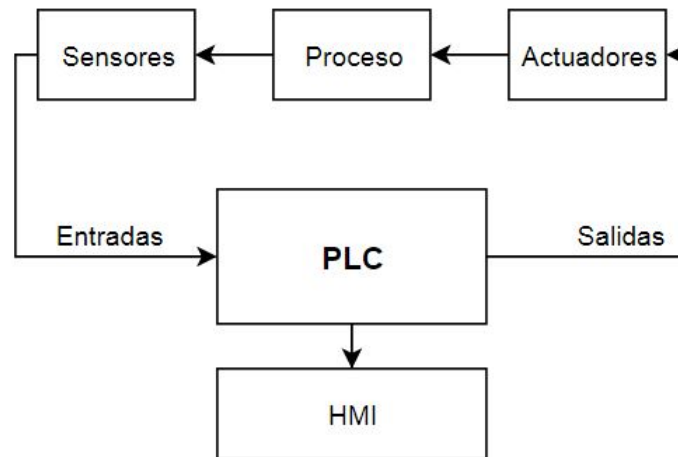 Sensores
Proceso
Actuadores
Entradas
PLC
Salidas
HMI